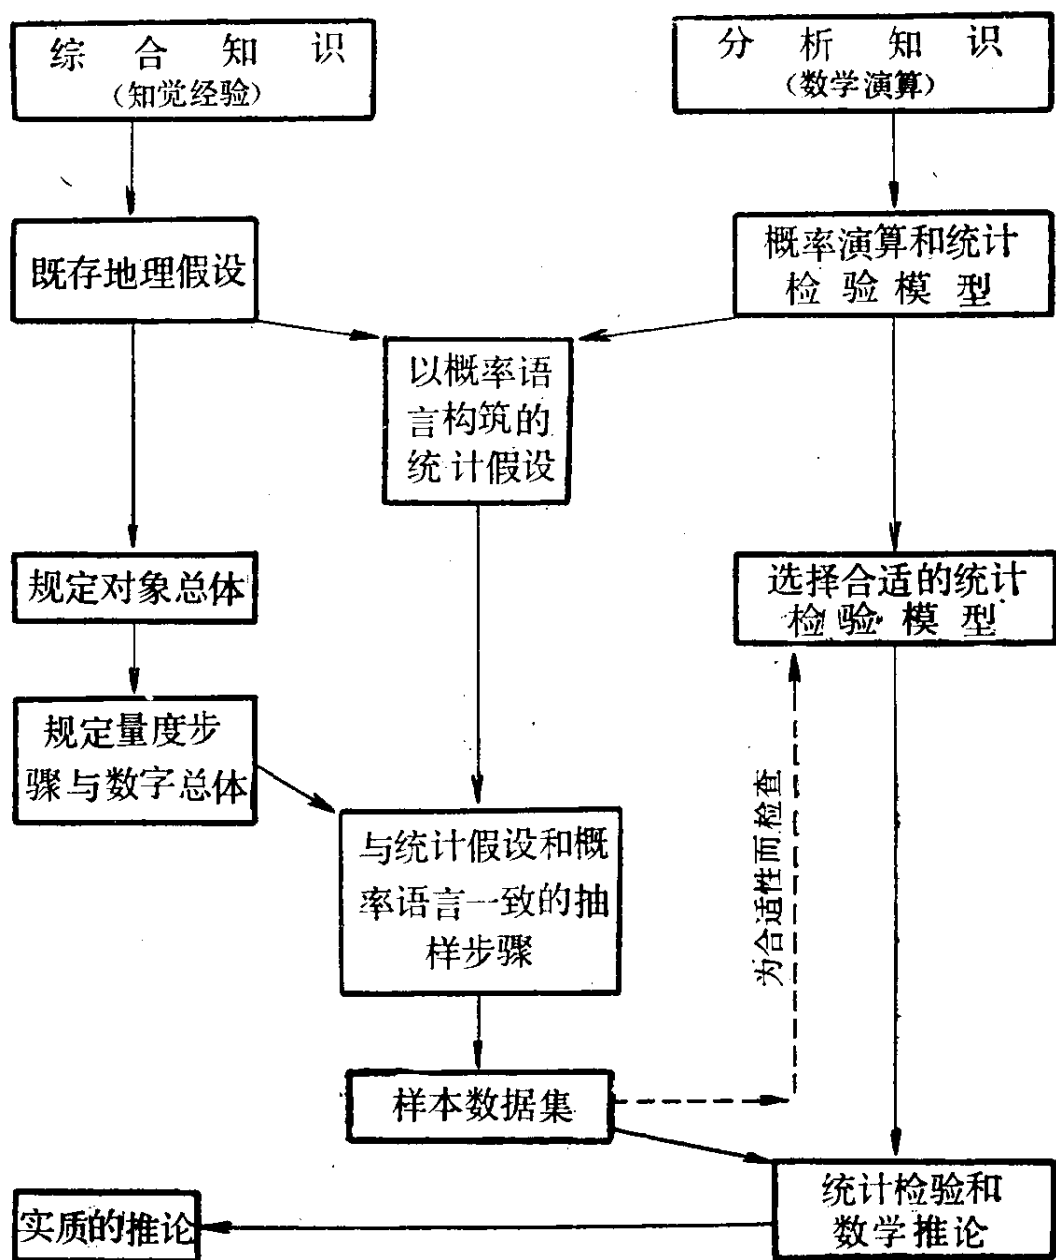 综合知识
(知觉经验)
分析知识
(数学演算)
既存地理假设
概率演算和统计
检验模型
以概率语
言构筑的
统计假设
规定对象总体
选择合适的统计
检验模型
规定量度步
骤与数字总体
与统计假设和概
率语言一致的抽
样步骤
为合适性而检查
样本数据集
统计检验和
数学推论
实质的推论